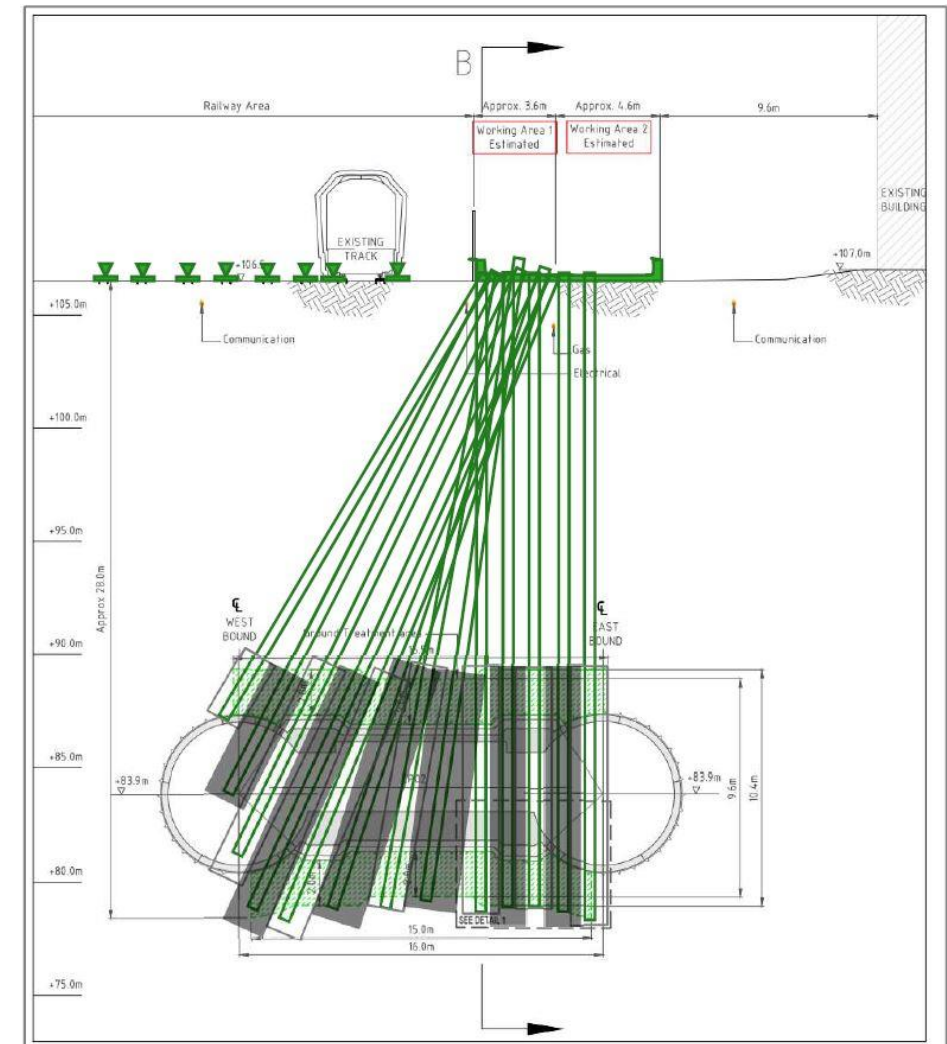 B
Railway Area
Approx. 3.6m
Approx. 4.6m
9.6m
Working Area 1
Estimated
Working Area 2
Estimated
EXISTING
BUILDING
EXISTING
TRACK
+107.0m
+105.0m
Communication
Gas
Electrical
Communication
+100.0m
+95.0m
Approx 28.0m
℄
WEST
BOUND
℄
EAST
BOUND
Ground Treatment area
+90.0m
+85.0m
+83.9m
+83.9m
9.6m
10.4m
+80.0m
2.0m
SEE DETAIL 1
15.0m
16.0m
+75.0m